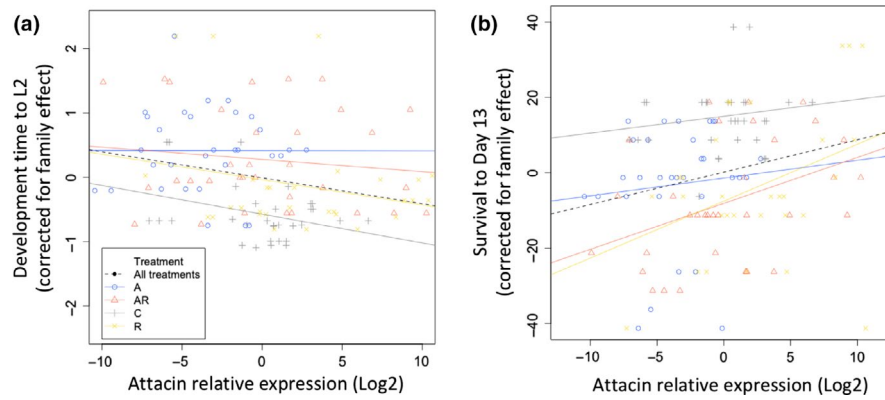 (a)
Development time to L2
(corrected for family effect)
2
1
0
−1
−2
Treatment
All treatments
A
AR
C
R
−10
−5
0
5
10
Attacin relative expression (Log2)
(b)
Survival to Day 13
(corrected for family effect)
40
20
0
−20
−40
−10
−5
0
5
10
Attacin relative expression (Log2)